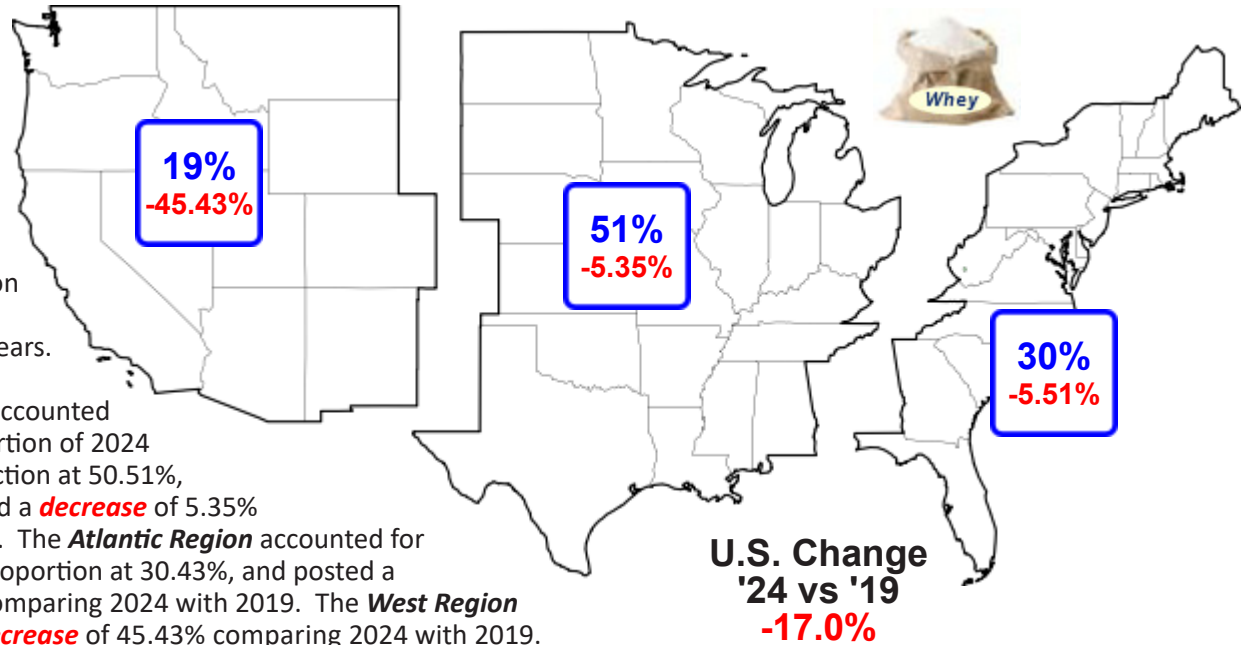 Whey
19%
-45.43%
51%
-5.35%
30%
-5.51%
on
ears.
accounted
rtion of 2024
ction at 50.51%,
d a decrease of 5.35%
. The Atlantic Region accounted for
roportion at 30.43%, and posted a
omparing 2024 with 2019. The West Region
crease of 45.43% comparing 2024 with 2019.
U.S. Change
'24 vs '19
-17.0%